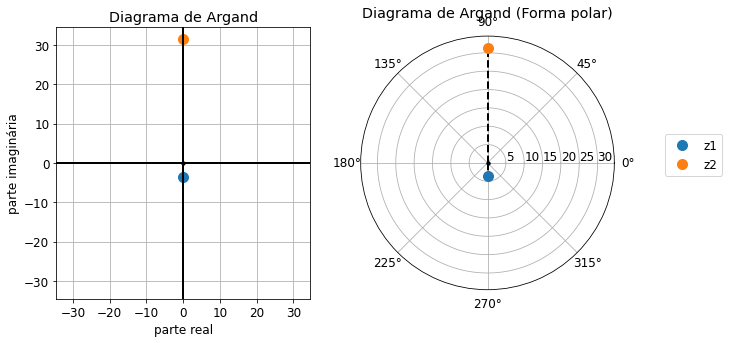 Diagrama de Argand
30
20
10
0
−10
−20
−30
−30 −20 −10 0 10 20 30
parte imaginária
parte real
Diagrama de Argand (Forma polar)
90°
135° 45°
180° 5 10 15 20 25 30 0°
225° 315°
270°
z1
z2